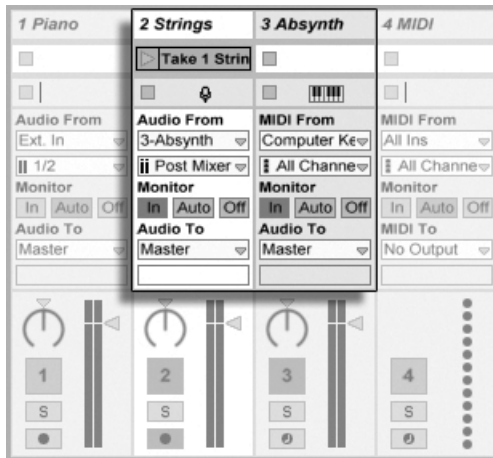 1 Piano
2 Strings
3 Absynth
4 MIDI
Take 1 Strin
Audio From
Audio From
MIDI From
MIDI From
Ext. In
3-Absynth
Computer Ke
All Ins
1/2
Post Mixer
All Channe
All Channe
Monitor
Monitor
Monitor
Monitor
In Auto Off
In Auto Off
In Auto Off
In Auto Off
Audio To
Audio To
Audio To
MIDI To
Master
Master
Master
No Output
1
2
3
4
S
S
S
S